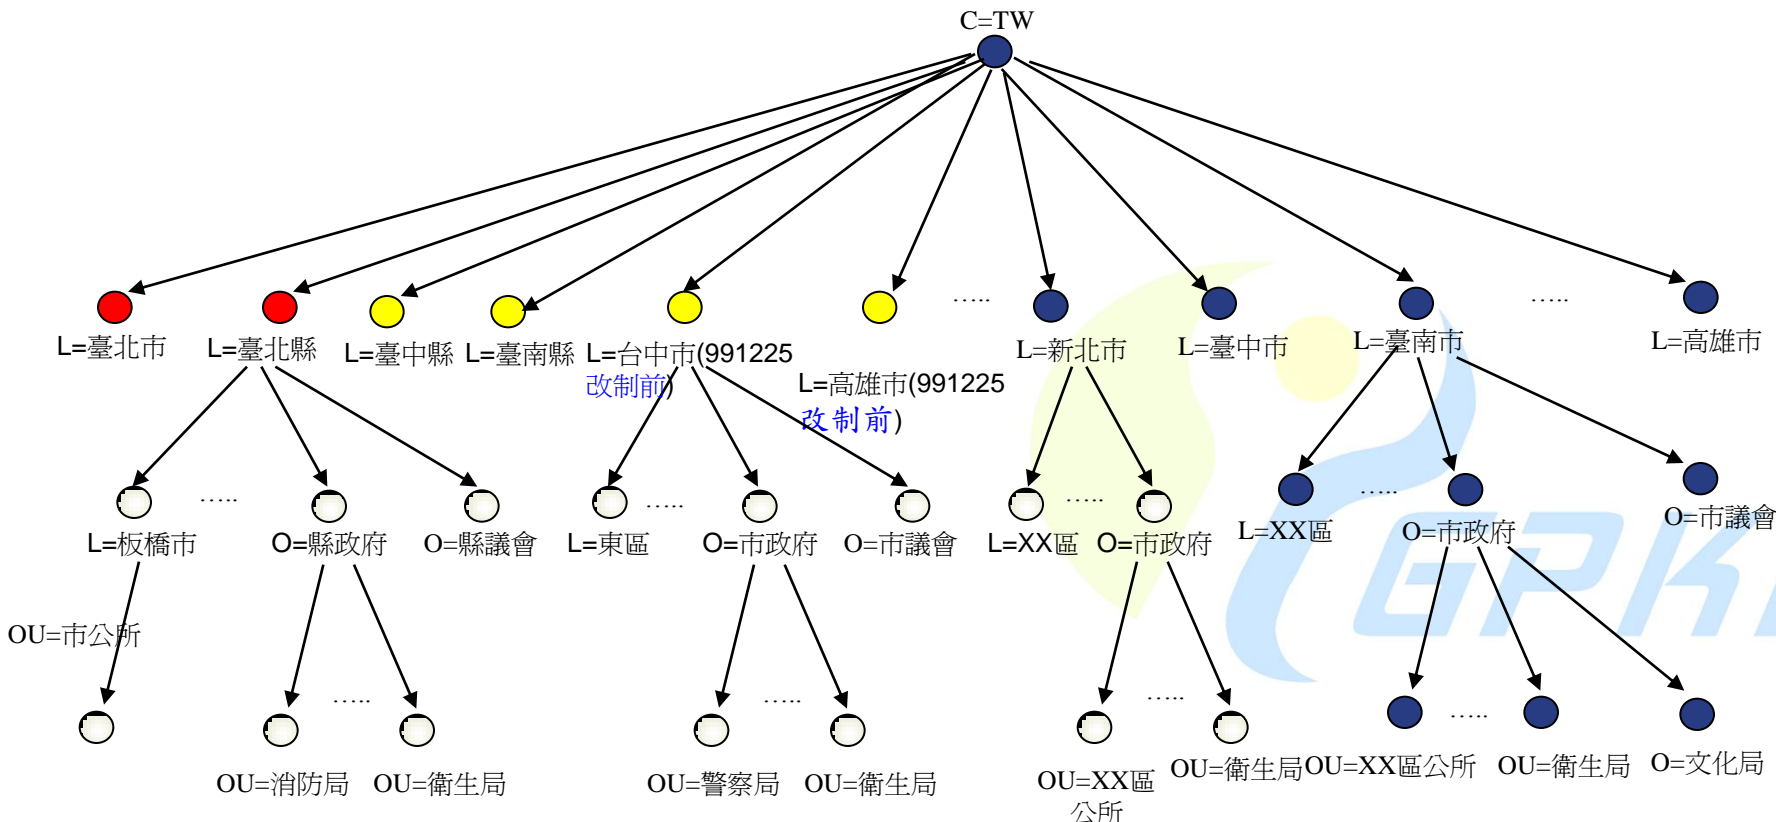 C=TW
…..
…..
L=臺北市
L=臺北縣
L=臺中縣
L=臺南縣
L=台中市(991225
改制前)
L=高雄市(991225
改制前)
L=新北市
L=臺中市
L=臺南市
L=高雄市
…..
…..
…..
…..
L=板橋市
O=縣政府
O=縣議會
L=東區
O=市政府
O=市議會
L=XX區
O=市政府
L=XX區
O=市政府
O=市議會
GPK
OU=市公所
…..
…..
…..
…..
OU=消防局
OU=衛生局
OU=警察局
OU=衛生局
OU=XX區
公所
OU=衛生局
OU=XX區公所
OU=衛生局
O=文化局